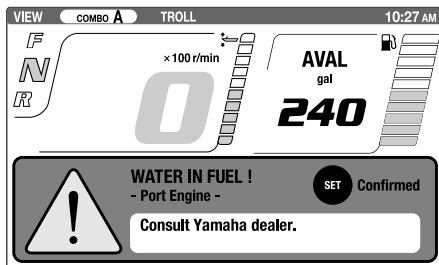 VIEW COMBO A TROLL 10:27 AM
F
N
R
×100 r/min
0
AVAL
gal
240
WATER IN FUEL !
- Port Engine -
SET Confirmed
Consult Yamaha dealer.